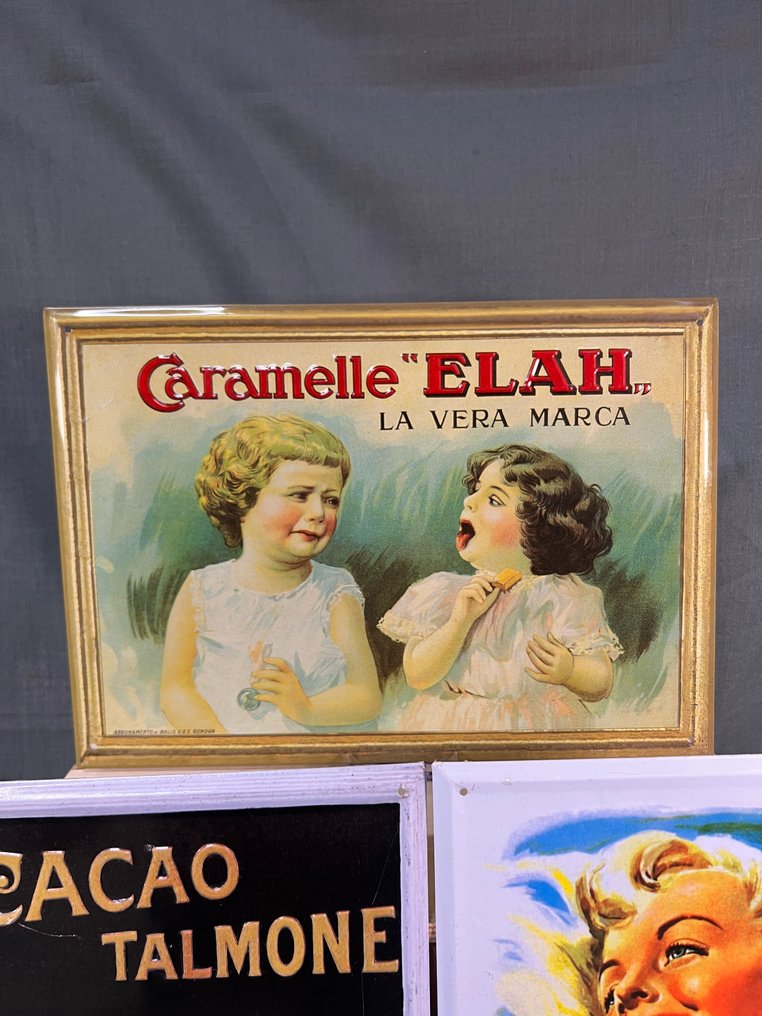 Caramelle "ELAH„
LA VERA MARCA
CACAO
TALMONE